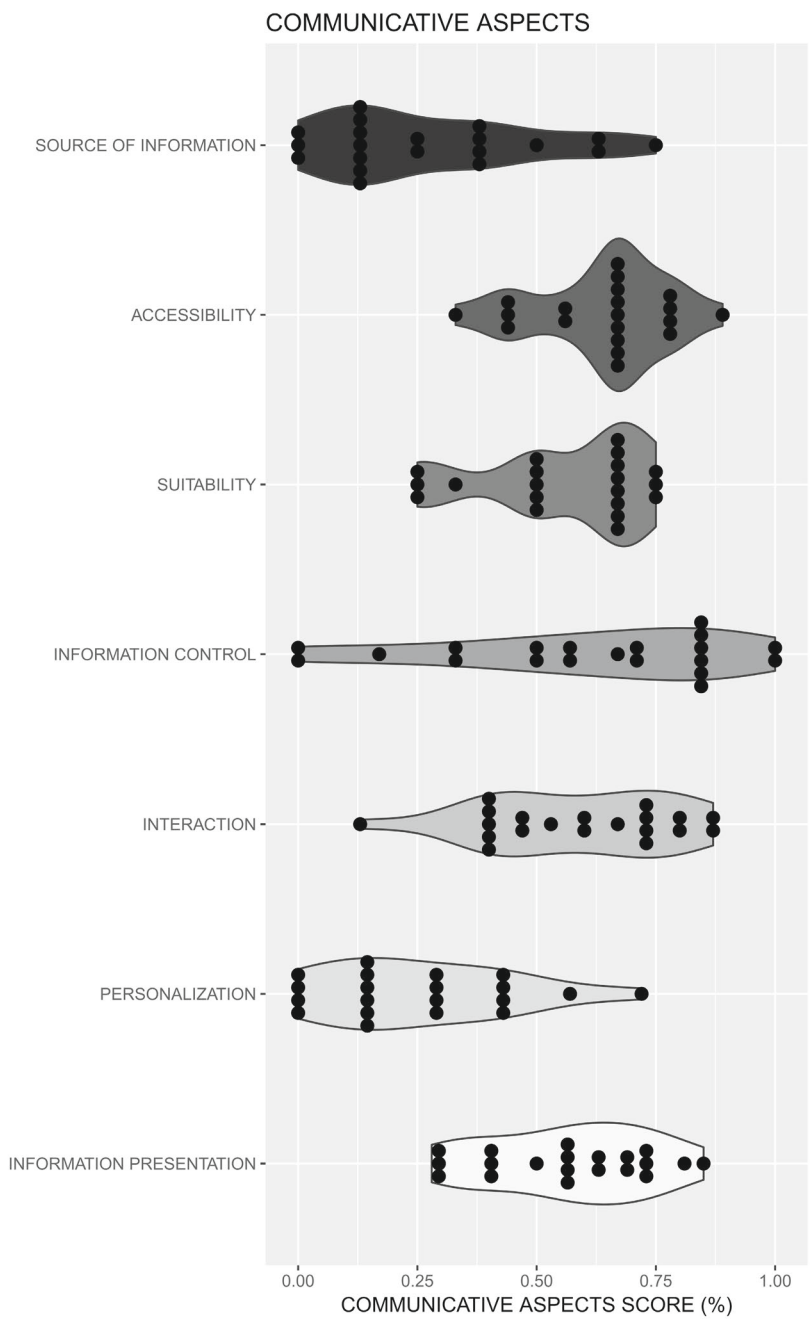 COMMUNICATIVE ASPECTS
SOURCE OF INFORMATION
ACCESSIBILITY
SUITABILITY
INFORMATION CONTROL
INTERACTION
PERSONALIZATION
INFORMATION PRESENTATION
0.00 0.25 0.50 0.75 1.00
COMMUNICATIVE ASPECTS SCORE (%)